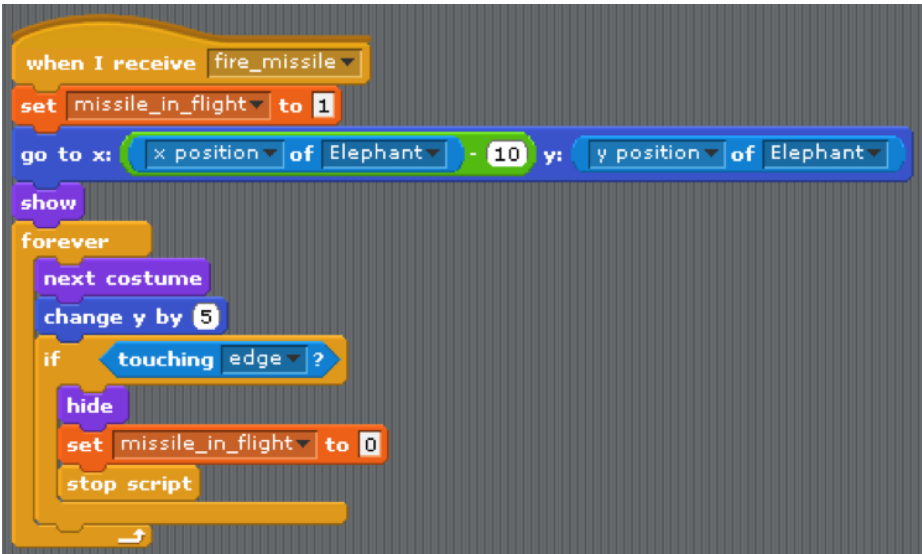 when I receive fire_missile
set missile_in_flight to 1
go to x: x position of Elephant - 10 y: y position of Elephant
show
forever
next costume
change y by 5
if touching edge ?
hide
set missile_in_flight to 0
stop script